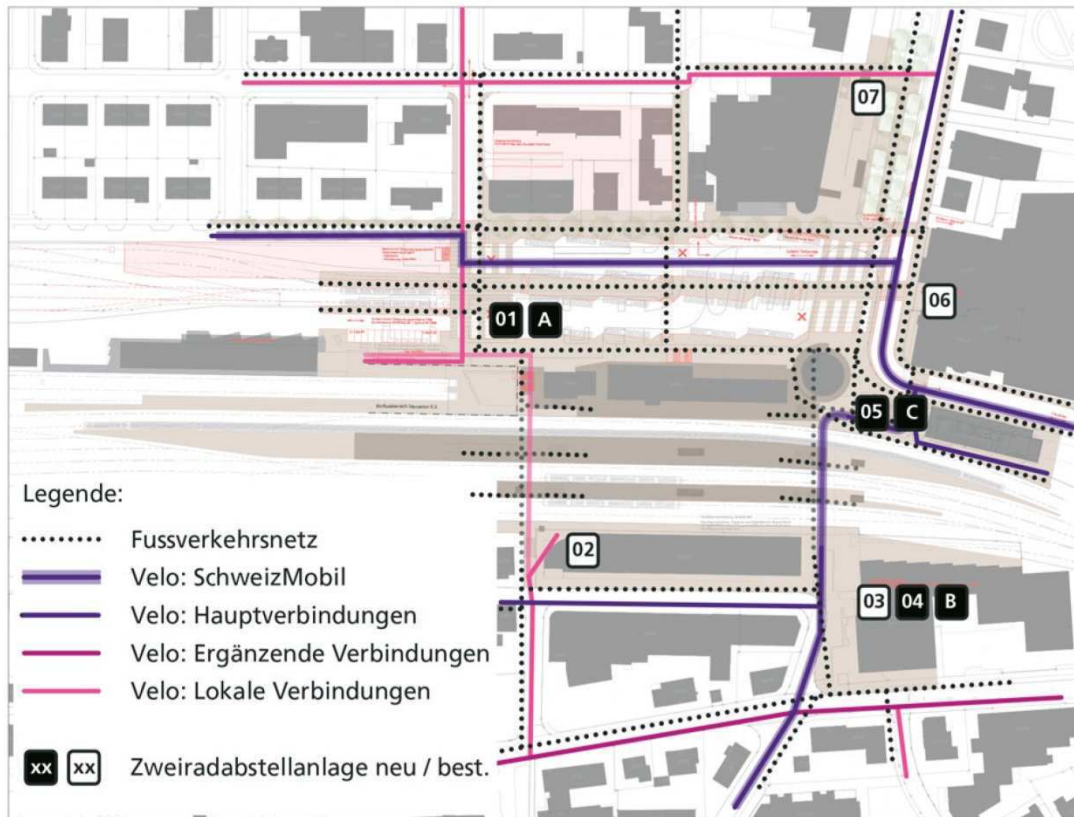 07
06
01 A
05 C
02
03 04 B
Legende:
Fussverkehrsnetz
Velo: SchweizMobil
Velo: Hauptverbindungen
Velo: Ergänzende Verbindungen
Velo: Lokale Verbindungen
xx xx Zweiradabstellanlage neu / best.